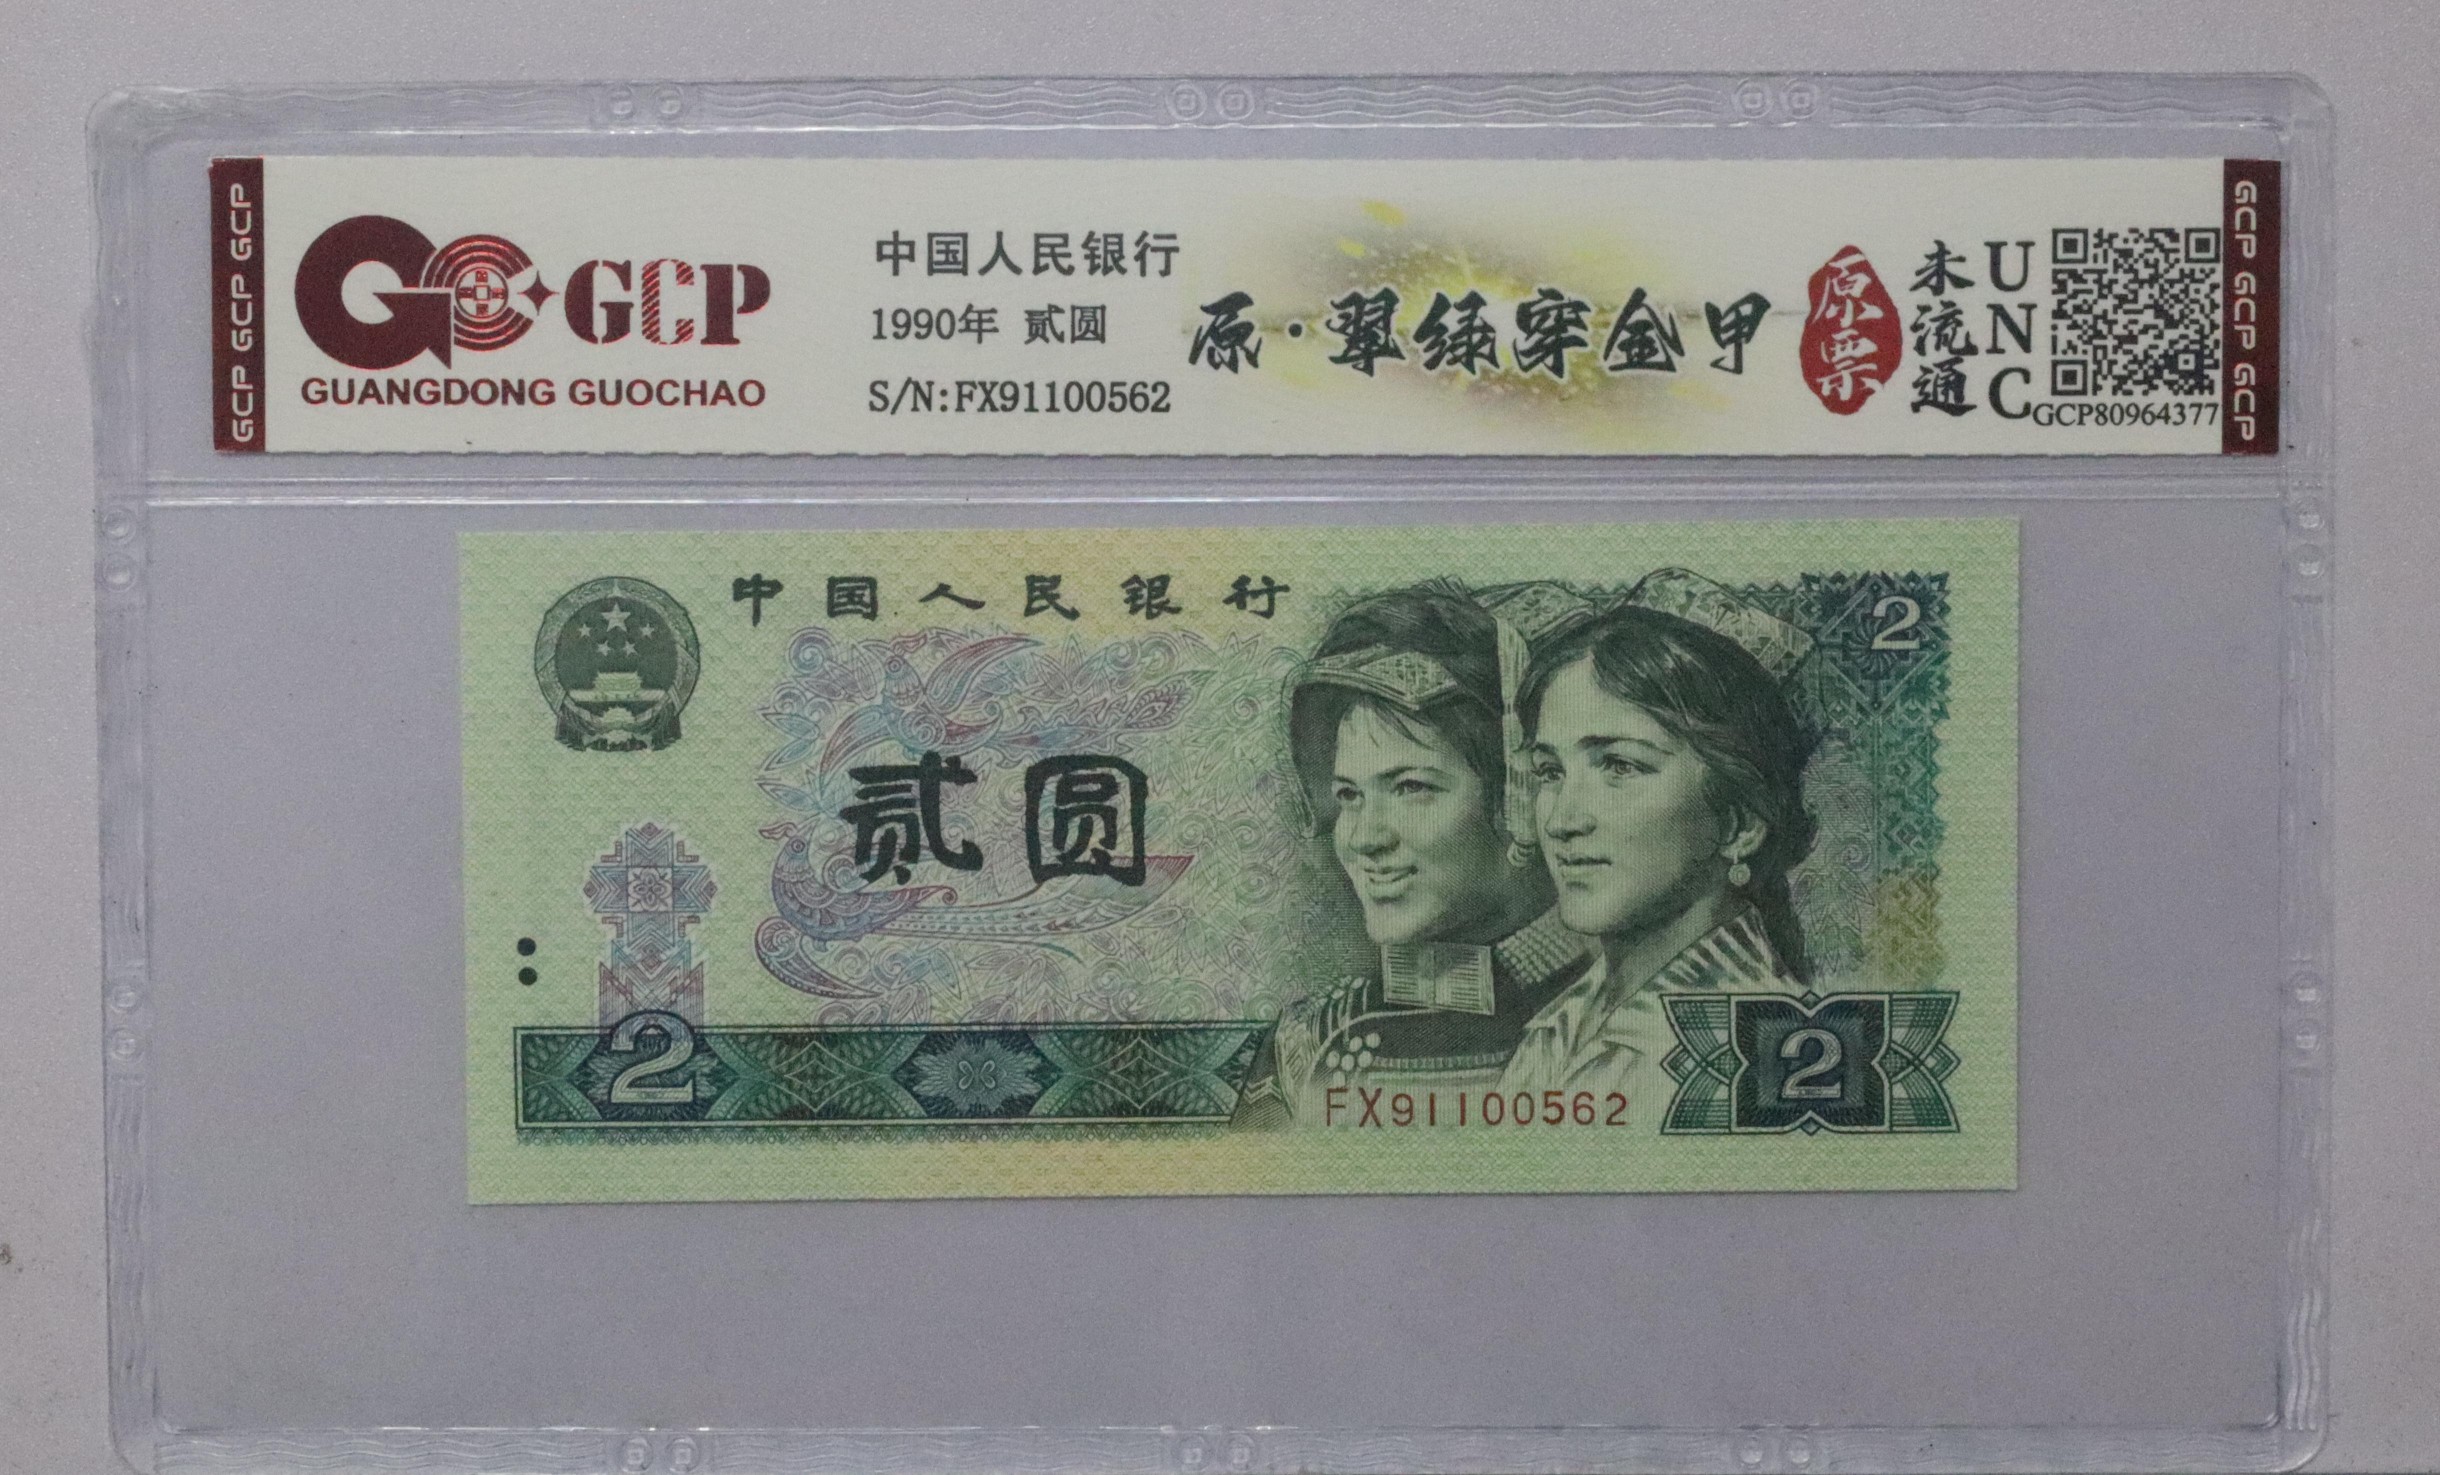 GCP GCP GCP
GCP
GUANGDONG GUOCHAO
中国人民银行
1990年 贰圆
S/N:FX91100562
原·翠绿穿金甲
原票
未流通
UNC
GCP80964377
GCP GCP GCP
中国人民银行
2
贰圆
2
FX91100562
2